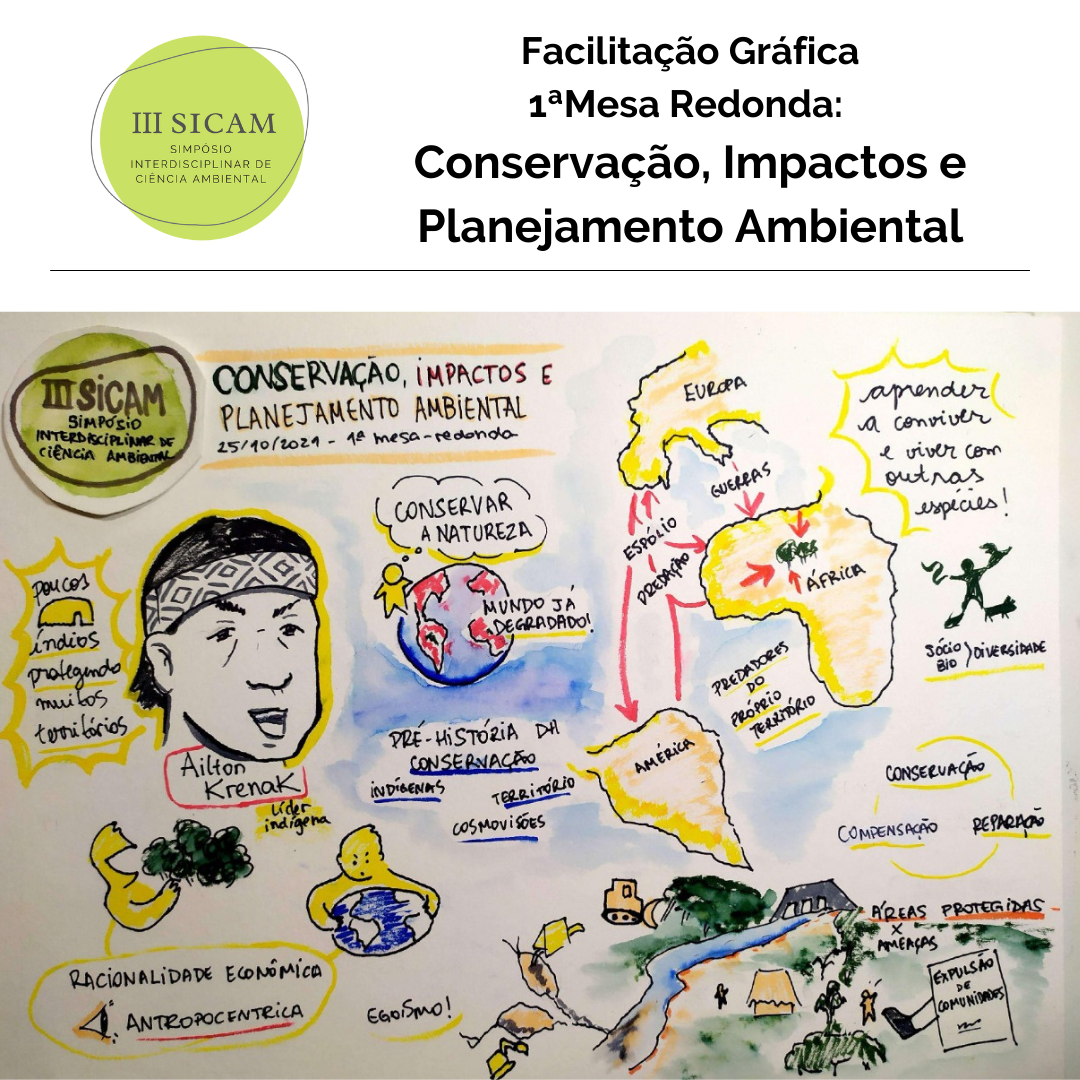 III SICAM
SIMPÓSIO
INTERDISCIPLINAR DE
CIÊNCIA AMBIENTAL
Facilitação Gráfica
1ªMesa Redonda:
Conservação, Impactos e
Planejamento Ambiental
III SICAM
SIMPÓSIO
INTERDISCIPLINAR DE
CIÊNCIA AMBIENTAL
CONSERVAÇÃO, IMPACTOS E
PLANEJAMENTO AMBIENTAL
25/10/2021 - 1ª mesa-redonda
poucos
índios
protegendo
muitos
territórios
Ailton
Krenak
Líder
indígena
CONSERVAR
A NATUREZA
MUNDO JÁ
DEGRADADO!
PRÉ-HISTÓRIA DA
CONSERVAÇÃO
INDÍGENAS
TERRITÓRIO
COSMOVISÕES
EUROPA
GUERRAS
ESPÓLIO
PREDAÇÃO
ÁFRICA
PREDADORES
DO
PRÓPRIO
TERRITÓRIO
AMÉRICA
aprender
a conviver
e viver com
outras
espécies!
SÓCIO
BIO ) DIVERSIDADE
CONSERVAÇÃO
COMPENSAÇÃO
REPARAÇÃO
RACIONALIDADE ECONÔMICA
ANTROPOCENTRICA
EGOÍSMO!
ÁREAS PROTEGIDAS
X
AMEAÇAS
EXPULSÃO
DE
COMUNIDADES